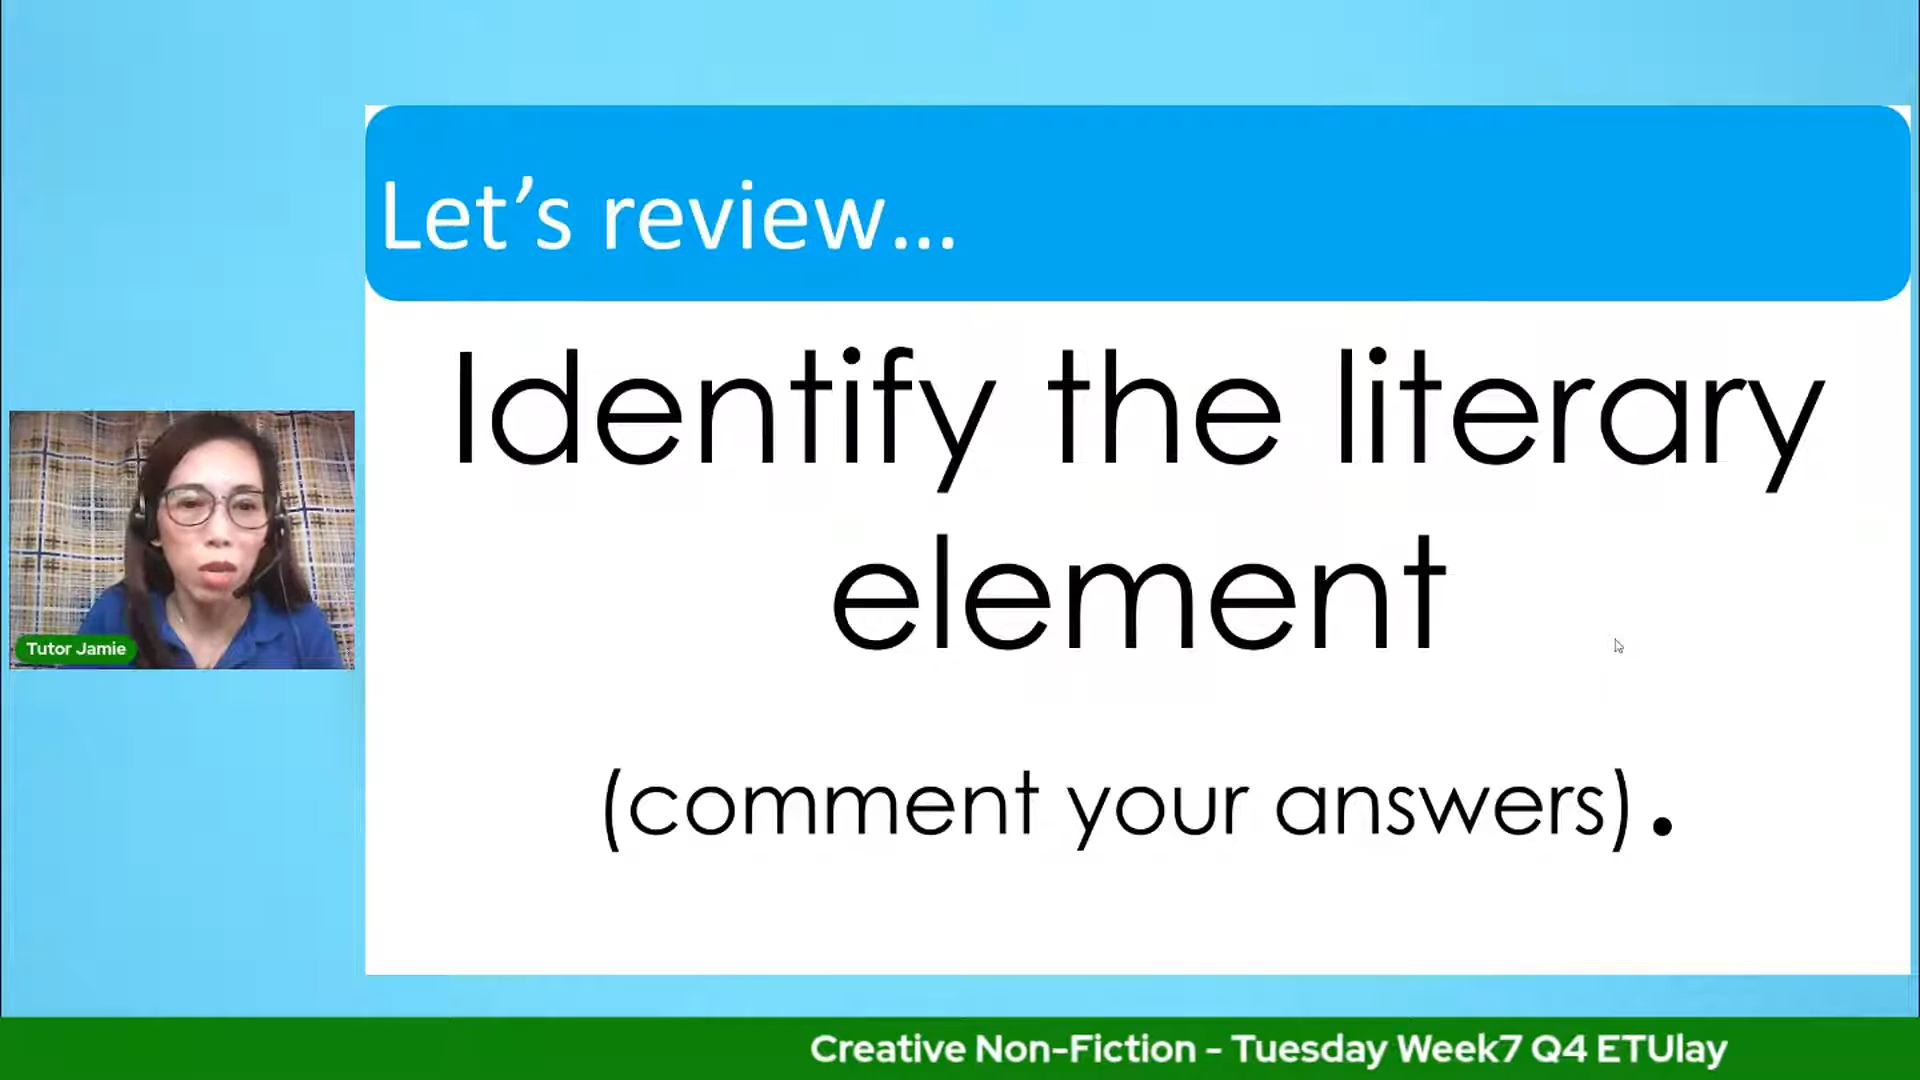 Let’s review...
Identify the literary
element
(comment your answers).
Tutor Jamie
Creative Non-Fiction - Tuesday Week7 Q4 ETUlay